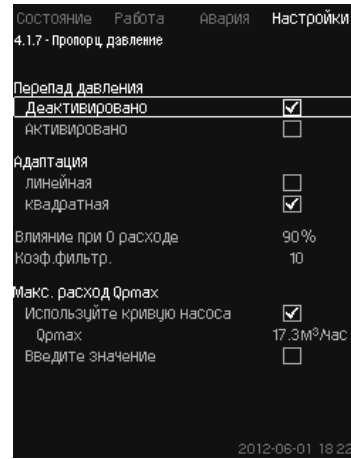 Состояние Работа Авария Настройки
4.1.7 - Пропорц. давление
Перепад давления
Деактивировано
Активировано
Адаптация
линейная
квадратная
Влияние при 0 расходе 90%
Коэф.фильтр. 10
Макс. расход Qpmax
Используйте кривую насоса
Qpmax 17.3м³/час
Введите значение
2012-06-01 18:22